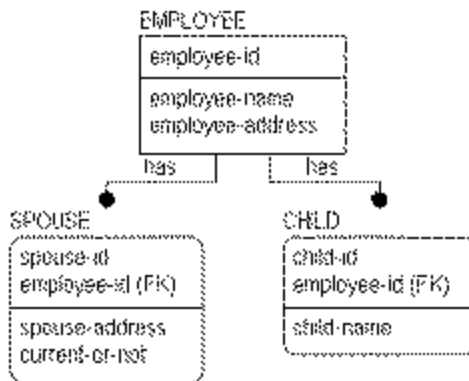 EMPLOYEE
employee-id
employee-name
employee-address
has
has
SPOUSE
spouse-id
employee-id (FK)
spouse-address
current-or-not
CHILD
child-id
employee-id (FK)
child-name